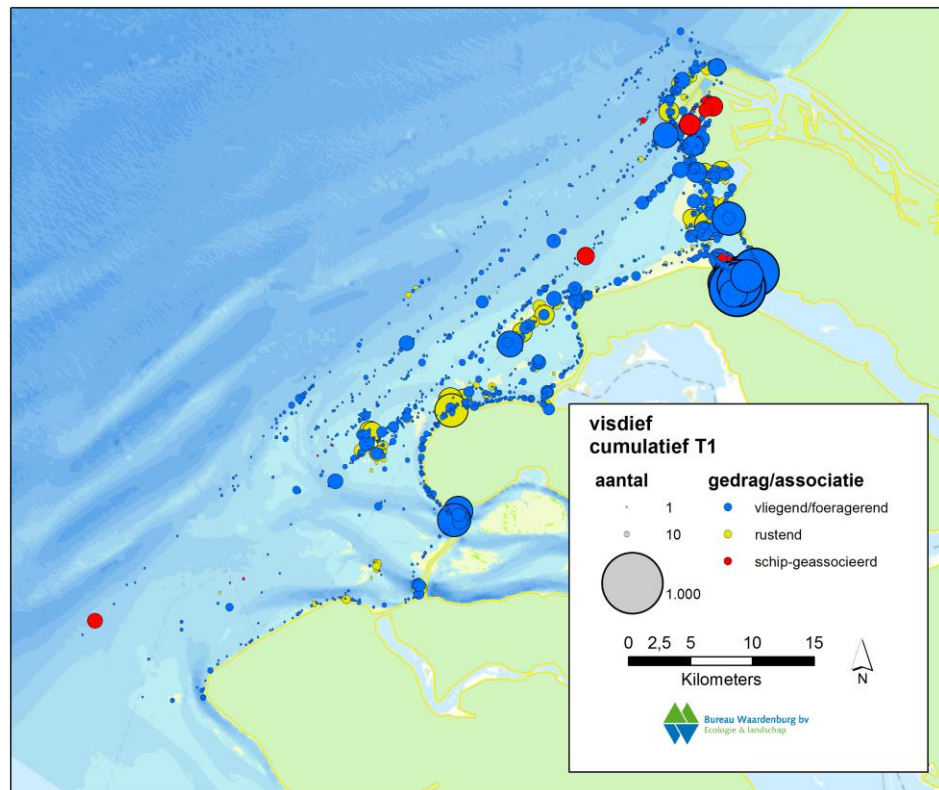 visdief
cumulatief T1
aantal
1
10
1.000
gedrag/associatie
vliegend/foeragerend
rustend
schip-geassocieerd
0 2,5 5 10 15
Kilometers
N
Bureau Waardenburg bv
Ecologie & landschap